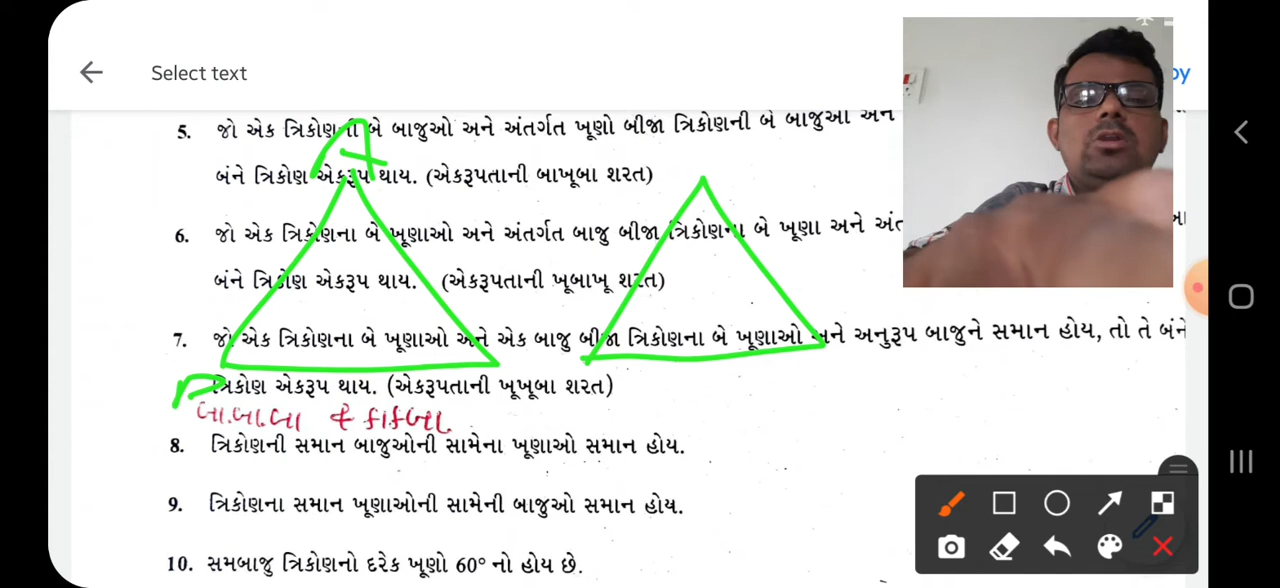 Select text
py
5. જો એક ત્રિકોણની બે બાજુઓ અને અંતર્ગત ખૂણો બીજા ત્રિકોણની બે બાજુઆ અન
બંને ત્રિકોણ એકરૂપ થાય. (એકરૂપતાની બાખૂબા શરત)
A
6. જો એક ત્રિકોણના બે ખૂણાઓ અને અંતર્ગત બાજુ બીજા ત્રિકોણના બે ખૂણા અને અંત
બંને ત્રિકોણ એકરૂપ થાય. (એકરૂપતાની ખૂબાખૂ શરત)
7. જો એક ત્રિકોણના બે ખૂણાઓ અને એક બાજુ બીજા ત્રિકોણના બે ખૂણાઓ અને અનુરૂપ બાજુને સમાન હોય, તો તે બંને
ત્રિકોણ એકરૂપ થાય. (એકરૂપતાની ખૂખૂબા શરત)
બા.બા.બા
8. ત્રિકોણની સમાન બાજુઓની સામેના ખૂણાઓ સમાન હોય.
9. ત્રિકોણના સમાન ખૂણાઓની સામેની બાજુઓ સમાન હોય.
10. સમબાજુ ત્રિકોણનો દરેક ખૂણો 60° નો હોય છે.